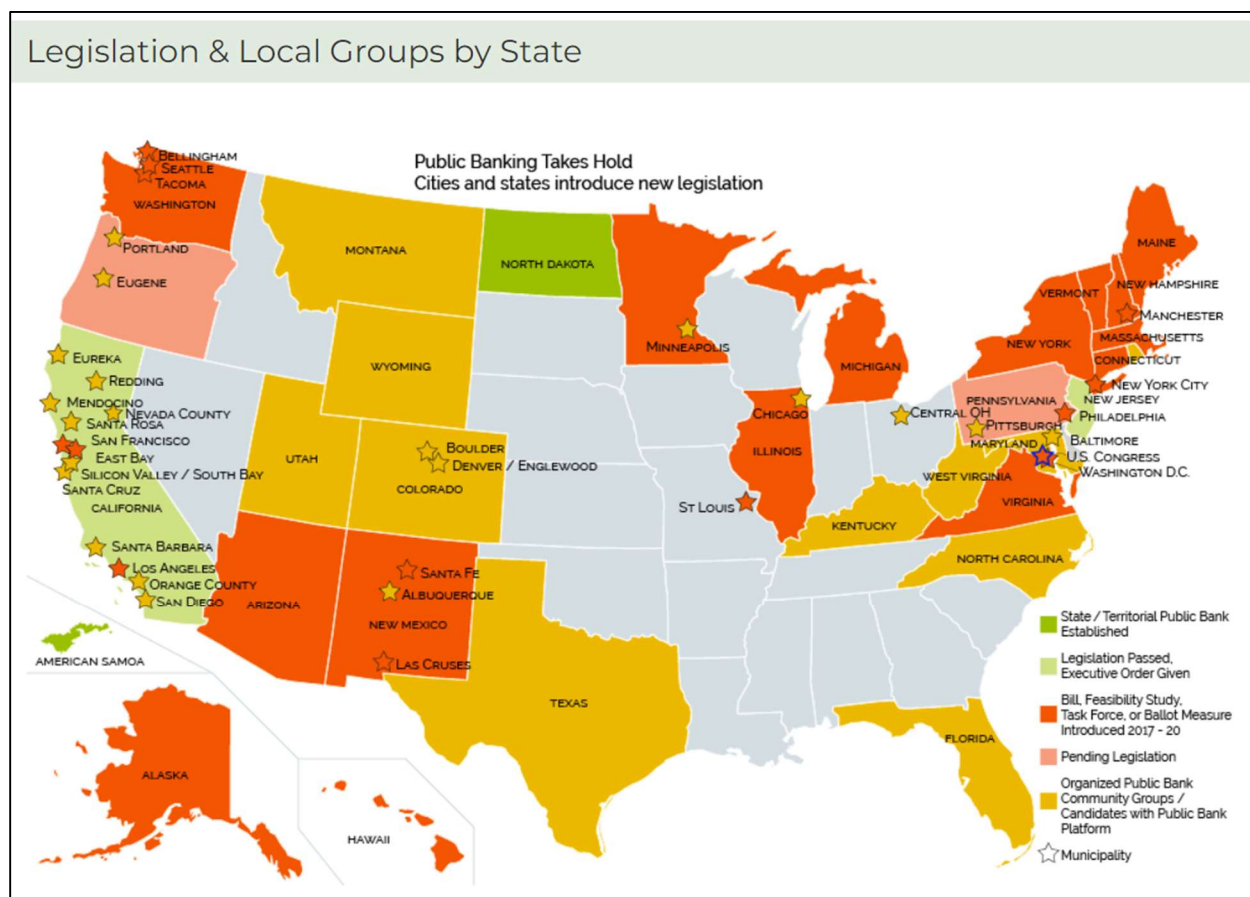 Legislation & Local Groups by State
Public Banking Takes Hold
Cities and states introduce new legislation
BELLINGHAM
SEATTLE
TACOMA
WASHINGTON
PORTLAND
EUGENE
MONTANA
NORTH DAKOTA
MINNEAPOLIS
WYOMING
MICHIGAN
MAINE
NEW HAMPSHIRE
VERMONT
MANCHESTER
MASSACHUSETTS
NEW YORK
CONNECTICUT
NEW YORK CITY
NEW JERSEY
PENNSYLVANIA
PHILADELPHIA
PITTSBURGH
MARYLAND
BALTIMORE
U.S. CONGRESS
WASHINGTON D.C.
WEST VIRGINIA
VIRGINIA
CENTRAL OH
CHICAGO
ILLINOIS
ST LOUIS
KENTUCKY
NORTH CAROLINA
EUREKA
REDDING
MENDOCINO
NEVADA COUNTY
SANTA ROSA
SAN FRANCISCO
EAST BAY
SILICON VALLEY / SOUTH BAY
SANTA CRUZ
CALIFORNIA
SANTA BARBARA
LOS ANGELES
ORANGE COUNTY
SAN DIEGO
UTAH
BOULDER
DENVER / ENGLEWOOD
COLORADO
ARIZONA
SANTA FE
ALBUQUERQUE
NEW MEXICO
LAS CRUSES
TEXAS
FLORIDA
AMERICAN SAMOA
ALASKA
HAWAII
State / Territorial Public Bank
Established
Legislation Passed,
Executive Order Given
Bill, Feasibility Study,
Task Force, or Ballot Measure
Introduced 2017 - 20
Pending Legislation
Organized Public Bank
Community Groups /
Candidates with Public Bank
Platform
Municipality